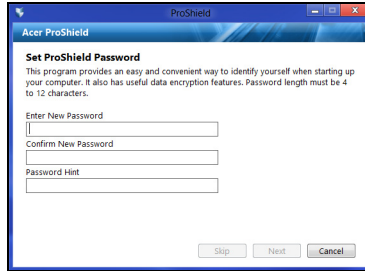 ProShield
Acer ProShield
Set ProShield Password
This program provides an easy and convenient way to identify yourself when starting up
your computer. It also has useful data encryption features. Password length must be 4
to 12 characters.
Enter New Password
Confirm New Password
Password Hint
Skip Next Cancel